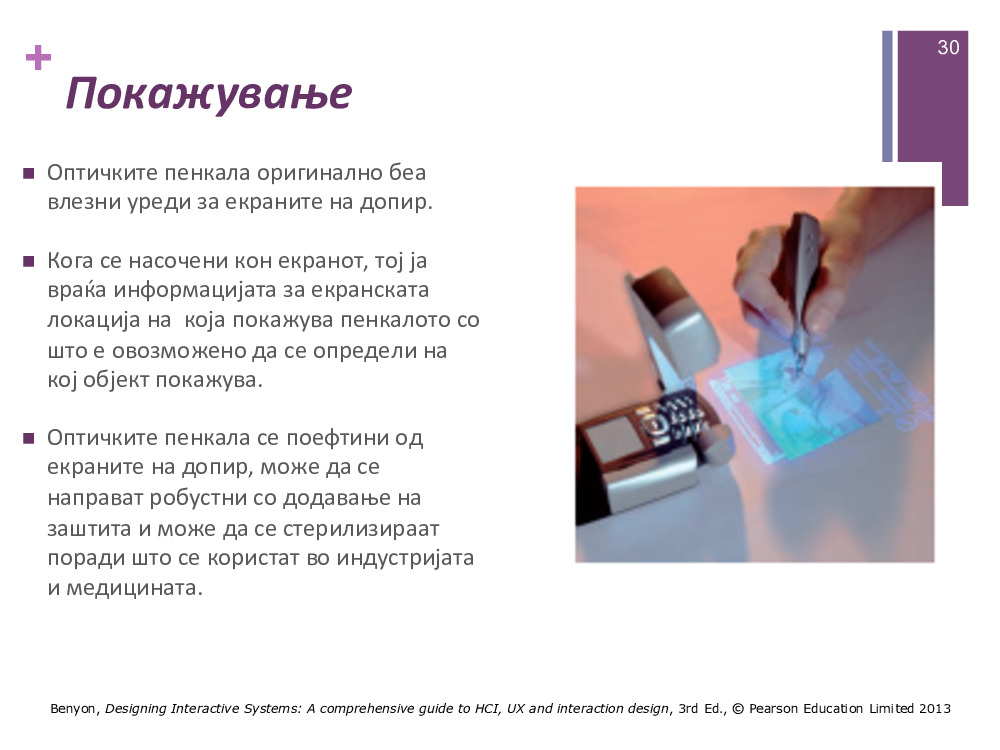 30
+
Покажување
Оптичките пенкала оригинално беа
влезни уреди за екраните на допир.
Кога се насочени кон екранот, тој ја
враќа информацијата за екранската
локација на која покажува пенкалото со
што е овозможено да се определи на
кој објект покажува.
Оптичките пенкала се поефтини од
екраните на допир, може да се
направат робустни со додавање на
заштита и може да се стерилизираат
поради што се користат во индустријата
и медицината.
Benyon, Designing Interactive Systems: A comprehensive guide to HCI, UX and interaction design, 3rd Ed., © Pearson Education Limited 2013